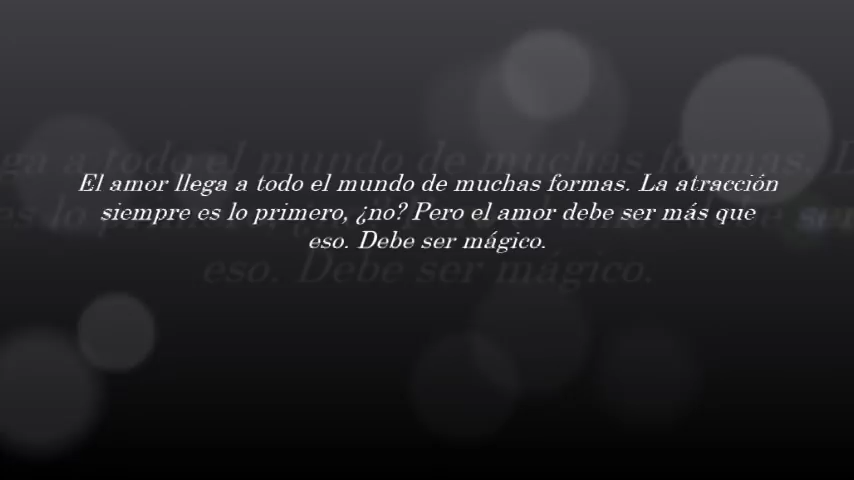 El amor llega a todo el mundo de muchas formas. La atracción
siempre es lo primero, ¿no? Pero el amor debe ser más que
eso. Debe ser mágico.